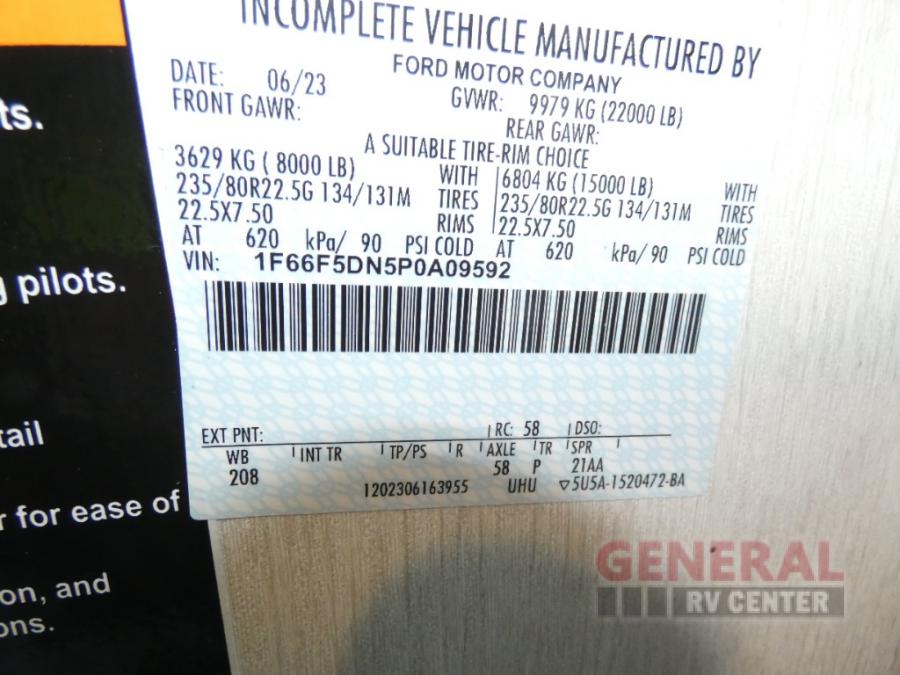 INCOMPLETE VEHICLE MANUFACTURED BY
FORD MOTOR COMPANY
DATE: 06/23
GVWR: 9979 KG (22000 LB)
FRONT GAWR:
REAR GAWR:
A SUITABLE TIRE-RIM CHOICE
3629 KG ( 8000 LB) WITH 6804 KG (15000 LB) WITH
235/80R22.5G 134/131M TIRES 235/80R22.5G 134/131M TIRES
22.5X7.50 RIMS 22.5X7.50 RIMS
AT 620 kPa/ 90 PSI COLD AT 620 kPa/ 90 PSI COLD
VIN: 1F66F5DN5P0A09592
EXT PNT: RC: 58 DSO:
WB INT TR TP/PS R AXLE TR SPR
208 58 P 21AA
1202306163955 UHU ▽5U5A-1520472-BA
ts.
g pilots.
tail
r for ease of
on, and
ons.
GENERAL
RV CENTER